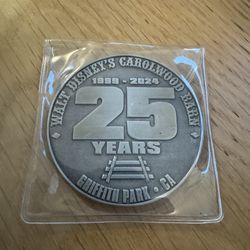 WALT DISNEY'S CAROLWOOD BARN
1999 - 2024
25
YEARS
GRIFFITH PARK • CA